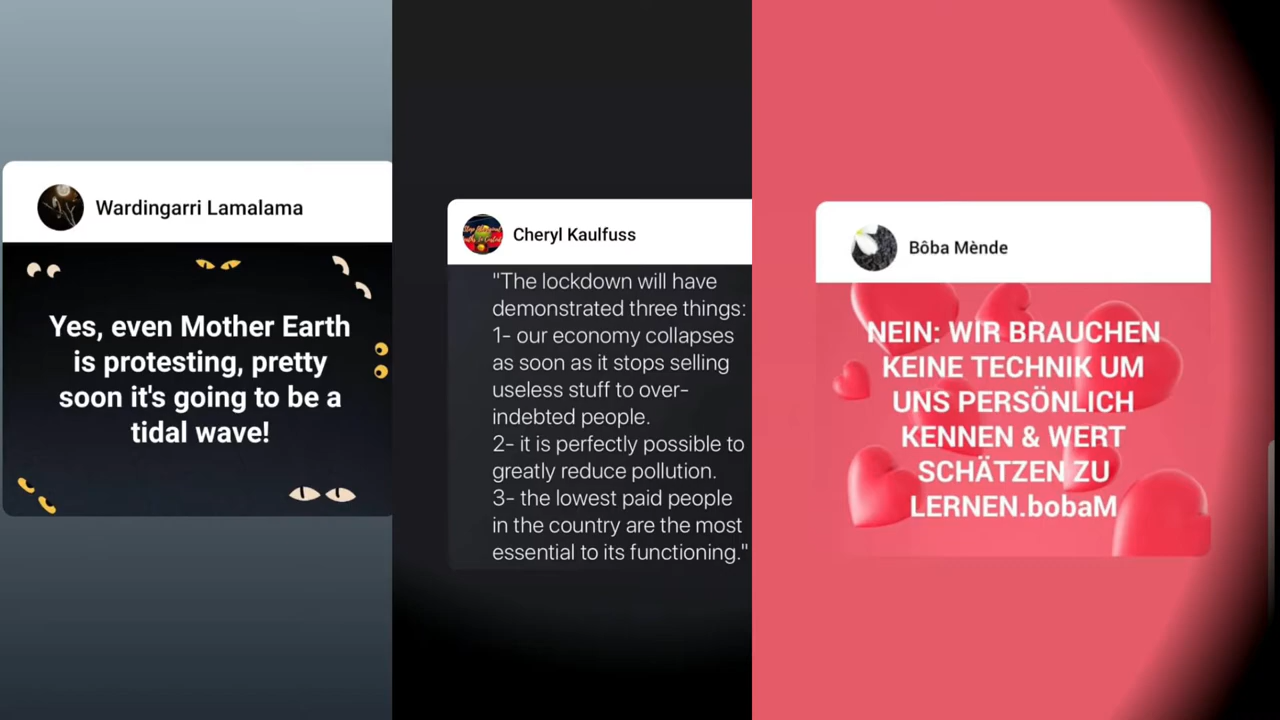 Wardingarri Lamalama
Yes, even Mother Earth
is protesting, pretty
soon it's going to be a
tidal wave!
Cheryl Kaulfuss
"The lockdown will have
demonstrated three things:
1- our economy collapses
as soon as it stops selling
useless stuff to over-
indebted people.
2- it is perfectly possible to
greatly reduce pollution.
3- the lowest paid people
in the country are the most
essential to its functioning."
Bôba Mènde
NEIN: WIR BRAUCHEN
KEINE TECHNIK UM
UNS PERSÖNLICH
KENNEN & WERT
SCHÄTZEN ZU
LERNEN.bobaM